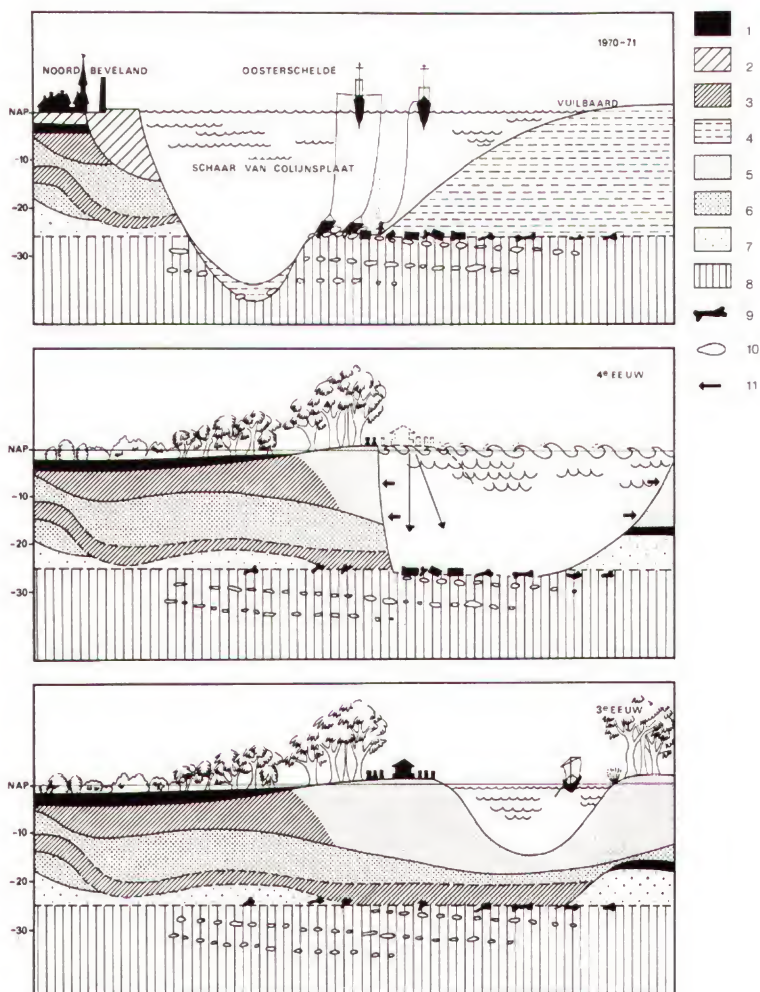 1970-71
NOORD BEVELAND
OOSTERSCHELDE
VUILBAARD
NAP
SCHAAR VAN COLIJNSPLAAT
-10
-20
-30
4e EEUW
NAP
-10
-20
-30
3e EEUW
NAP
-10
-20
-30
1
2
3
4
5
6
7
8
9
10
11